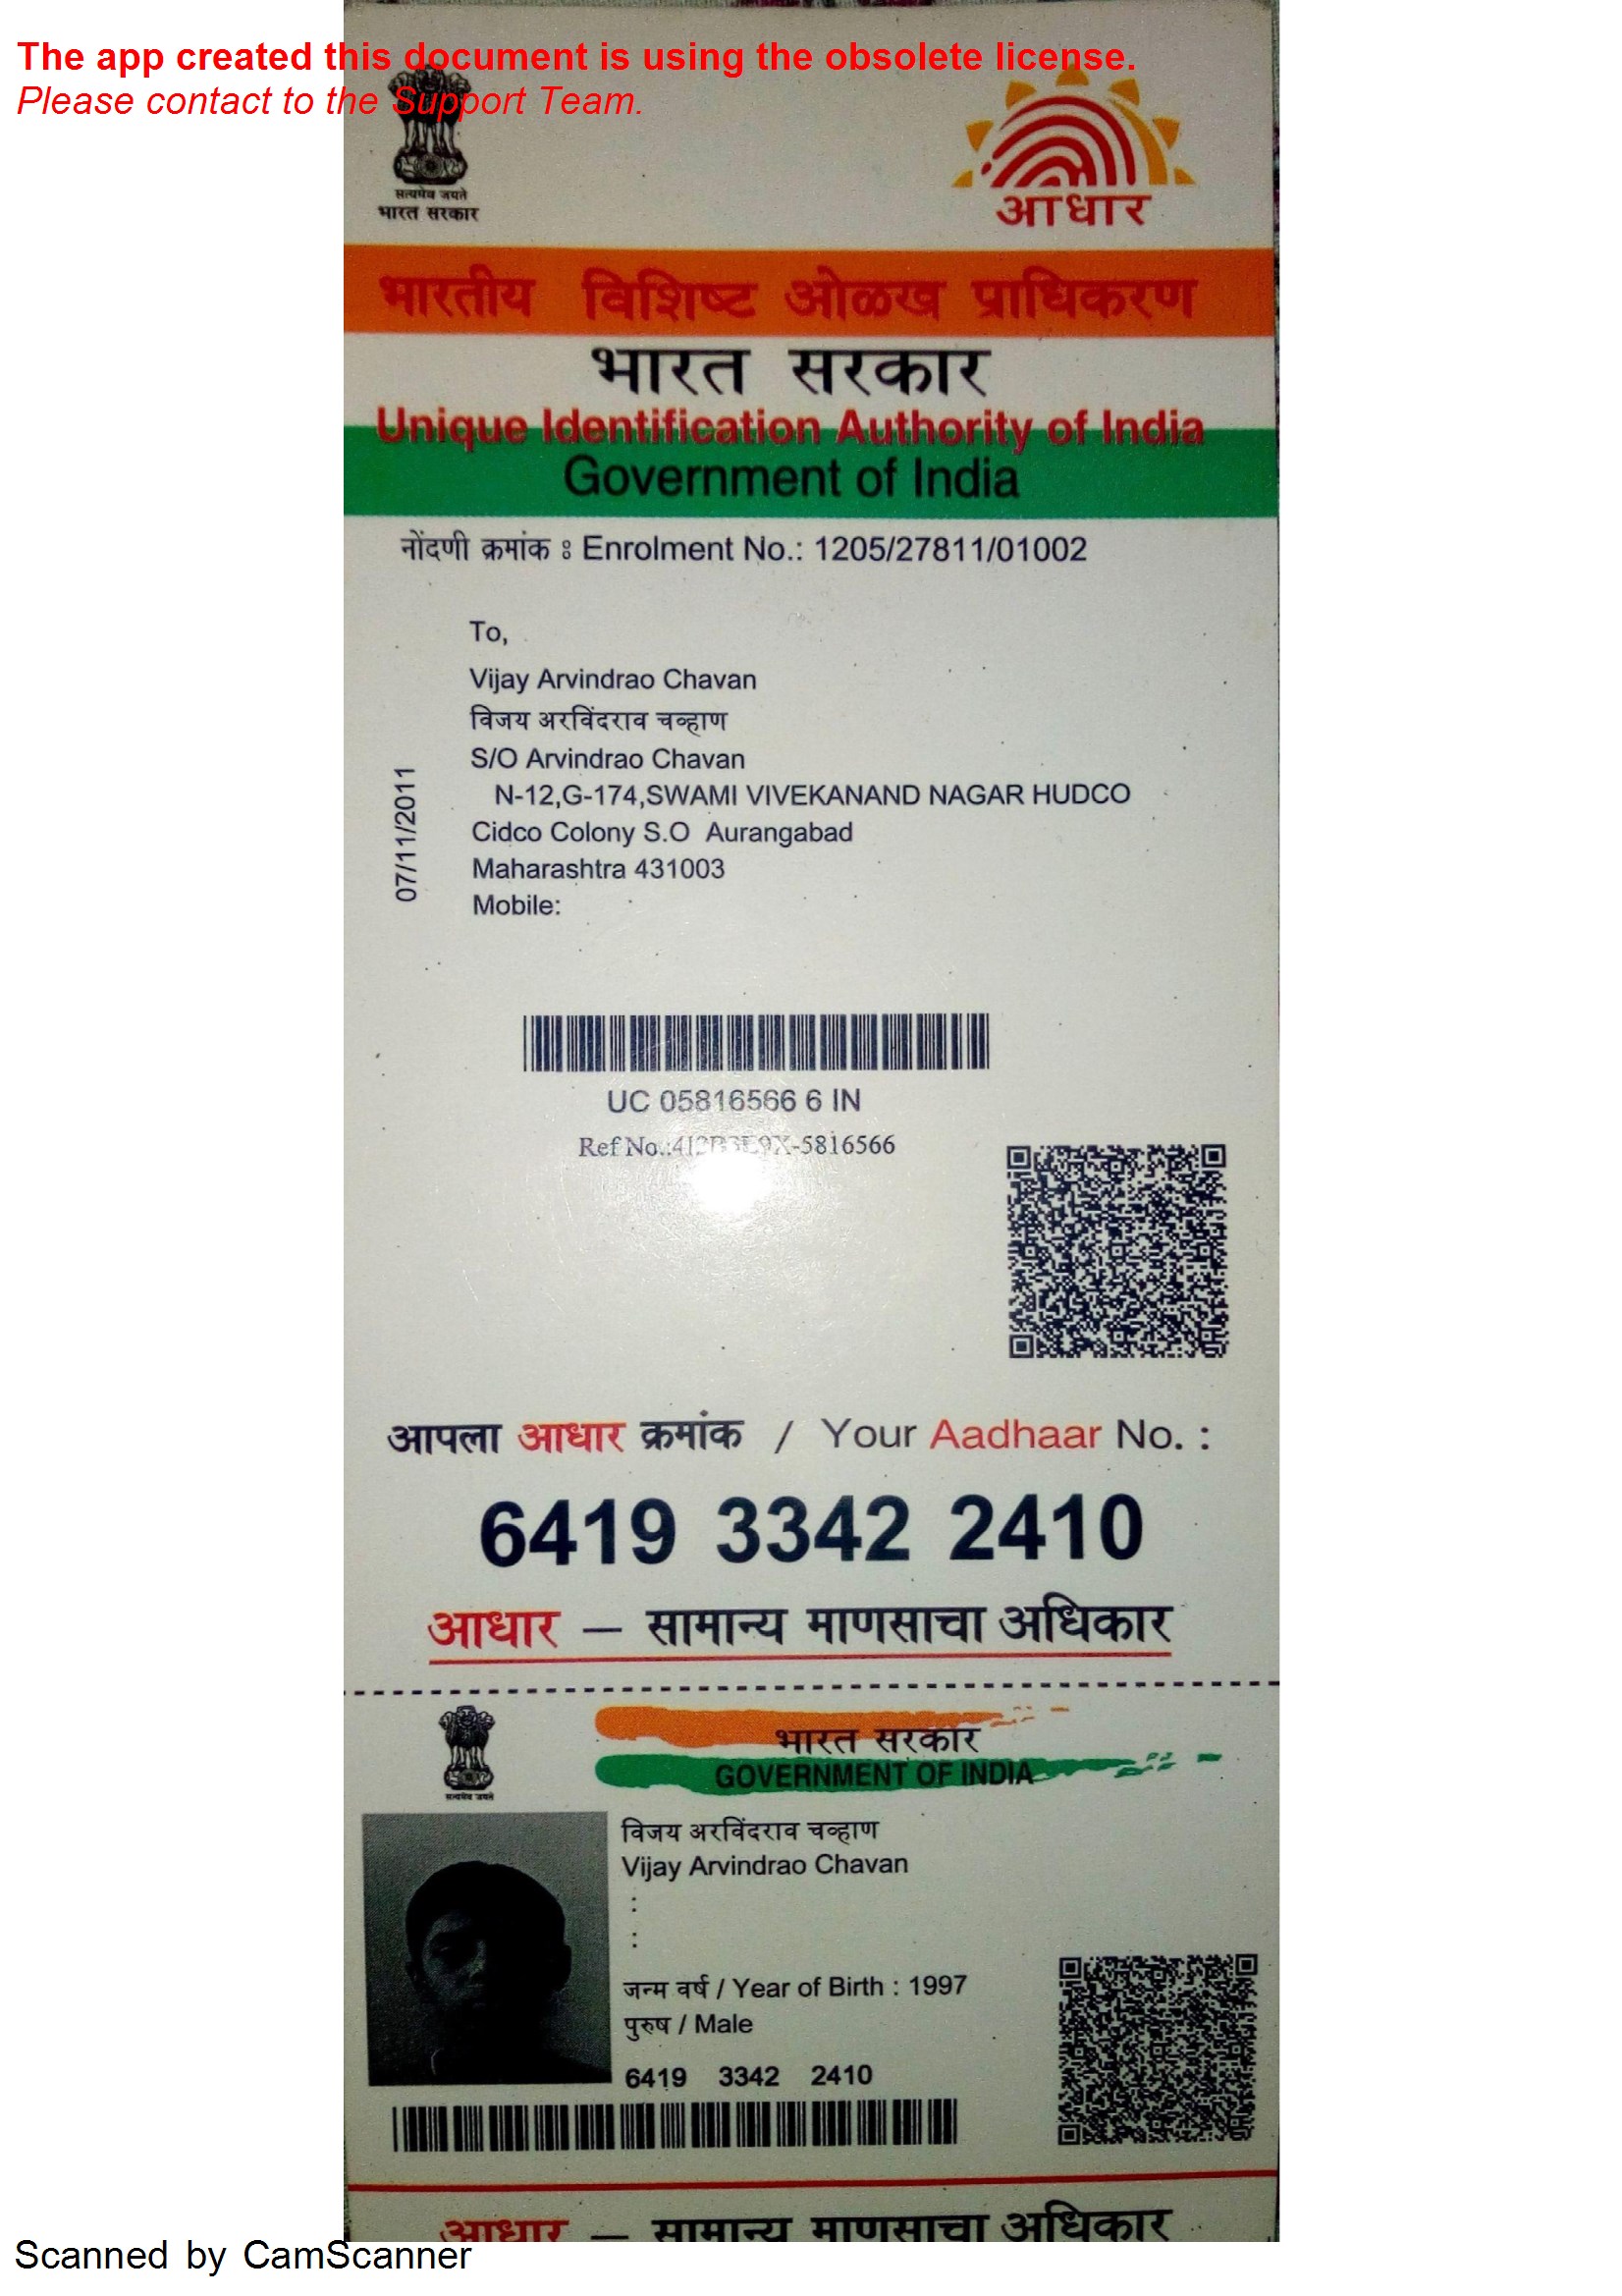 The app created this document is using the obsolete license.
Please contact to the Support Team.
सत्यमेव जयते
भारत सरकार
आधार
भारतीय विशिष्ट ओळख प्राधिकरण
भारत सरकार
Unique Identification Authority of India
Government of India
नोंदणी क्रमांक : Enrolment No.: 1205/27811/01002
To,
Vijay Arvindrao Chavan
विजय अरविंदराव चव्हाण
S/O Arvindrao Chavan
N-12,G-174,SWAMI VIVEKANAND NAGAR HUDCO
Cidco Colony S.O Aurangabad
Maharashtra 431003
Mobile:
07/11/2011
UC 05816566 6 IN
Ref No.:
आपला आधार क्रमांक / Your Aadhaar No. :
6419 3342 2410
आधार – सामान्य माणसाचा अधिकार
सत्यमेव जयते
भारत सरकार
GOVERNMENT OF INDIA
विजय अरविंदराव चव्हाण
Vijay Arvindrao Chavan
:
:
जन्म वर्ष / Year of Birth : 1997
पुरुष / Male
6419 3342 2410
आधार – सामान्य माणसाचा अधिकार
Scanned by CamScanner